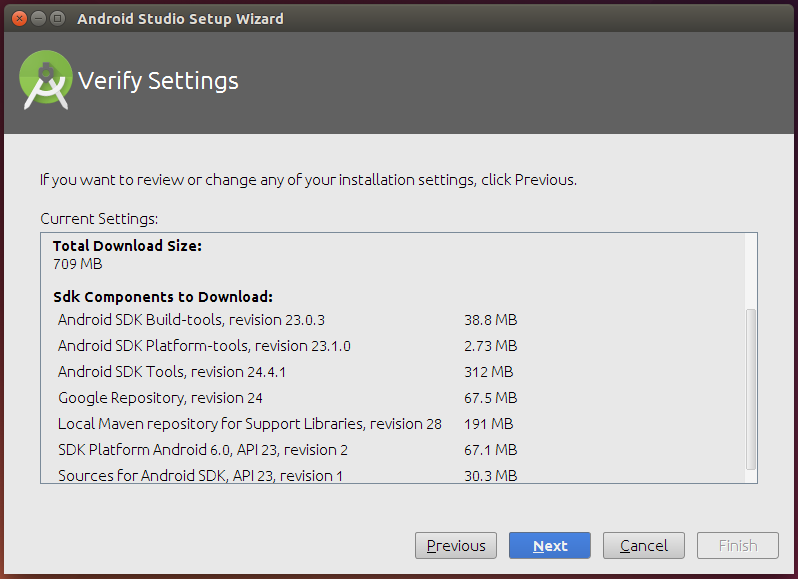 Android Studio Setup Wizard
Verify Settings
If you want to review or change any of your installation settings, click Previous.
Current Settings:
Total Download Size:
709 MB
Sdk Components to Download:
Android SDK Build-tools, revision 23.0.3 38.8 MB
Android SDK Platform-tools, revision 23.1.0 2.73 MB
Android SDK Tools, revision 24.4.1 312 MB
Google Repository, revision 24 67.5 MB
Local Maven repository for Support Libraries, revision 28 191 MB
SDK Platform Android 6.0, API 23, revision 2 67.1 MB
Sources for Android SDK, API 23, revision 1 30.3 MB
Previous Next Cancel Finish